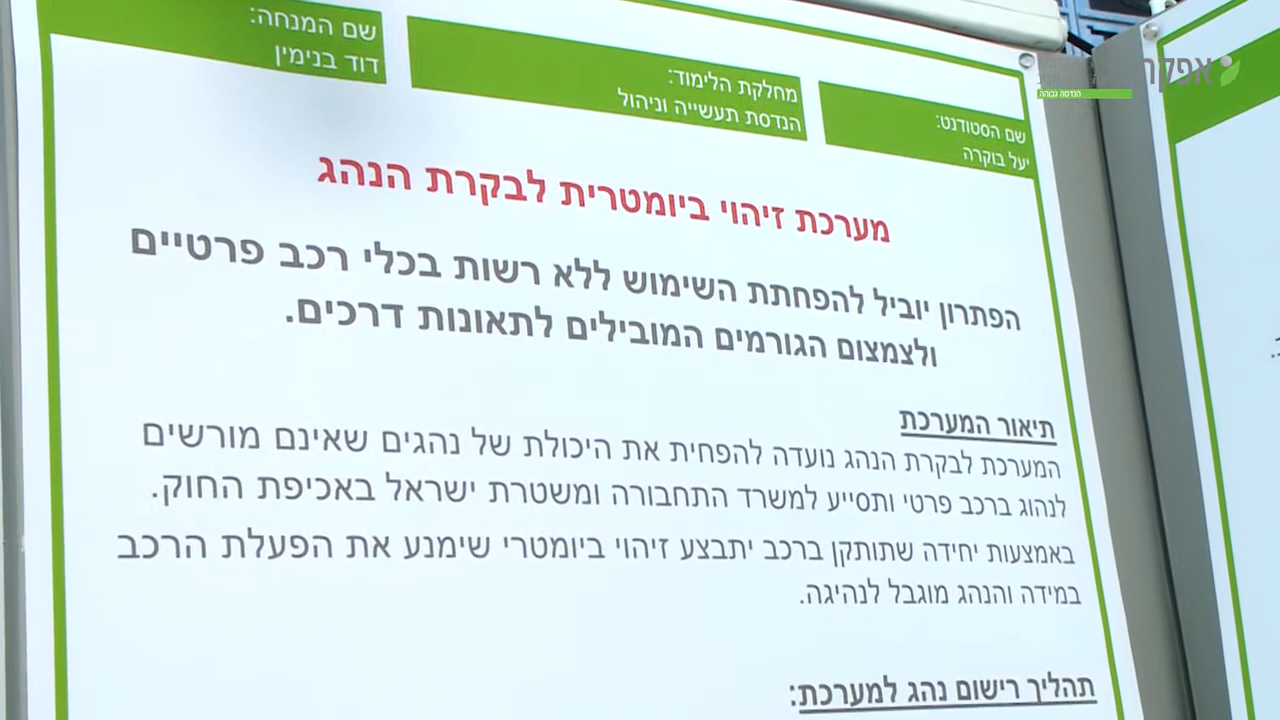 שם הסטודנט:
יעל בוקרה
מחלקת הלימוד:
הנדסת תעשייה וניהול
שם המנחה:
דוד בנימין
מערכת זיהוי ביומטרית לבקרת הנהג
הפתרון יוביל להפחתת השימוש ללא רשות בכלי רכב פרטיים
ולצמצום הגורמים המובילים לתאונות דרכים.
תיאור המערכת
המערכת לבקרת הנהג נועדה להפחית את היכולת של נהגים שאינם מורשים
לנהוג ברכב פרטי ותסייע למשרד התחבורה ומשטרת ישראל באכיפת החוק.
באמצעות יחידה שתותקן ברכב יתבצע זיהוי ביומטרי שימנע את הפעלת הרכב
במידה והנהג מוגבל לנהיגה.
תהליך רישום נהג למערכת:
אפקה
הנדסה גבוהה